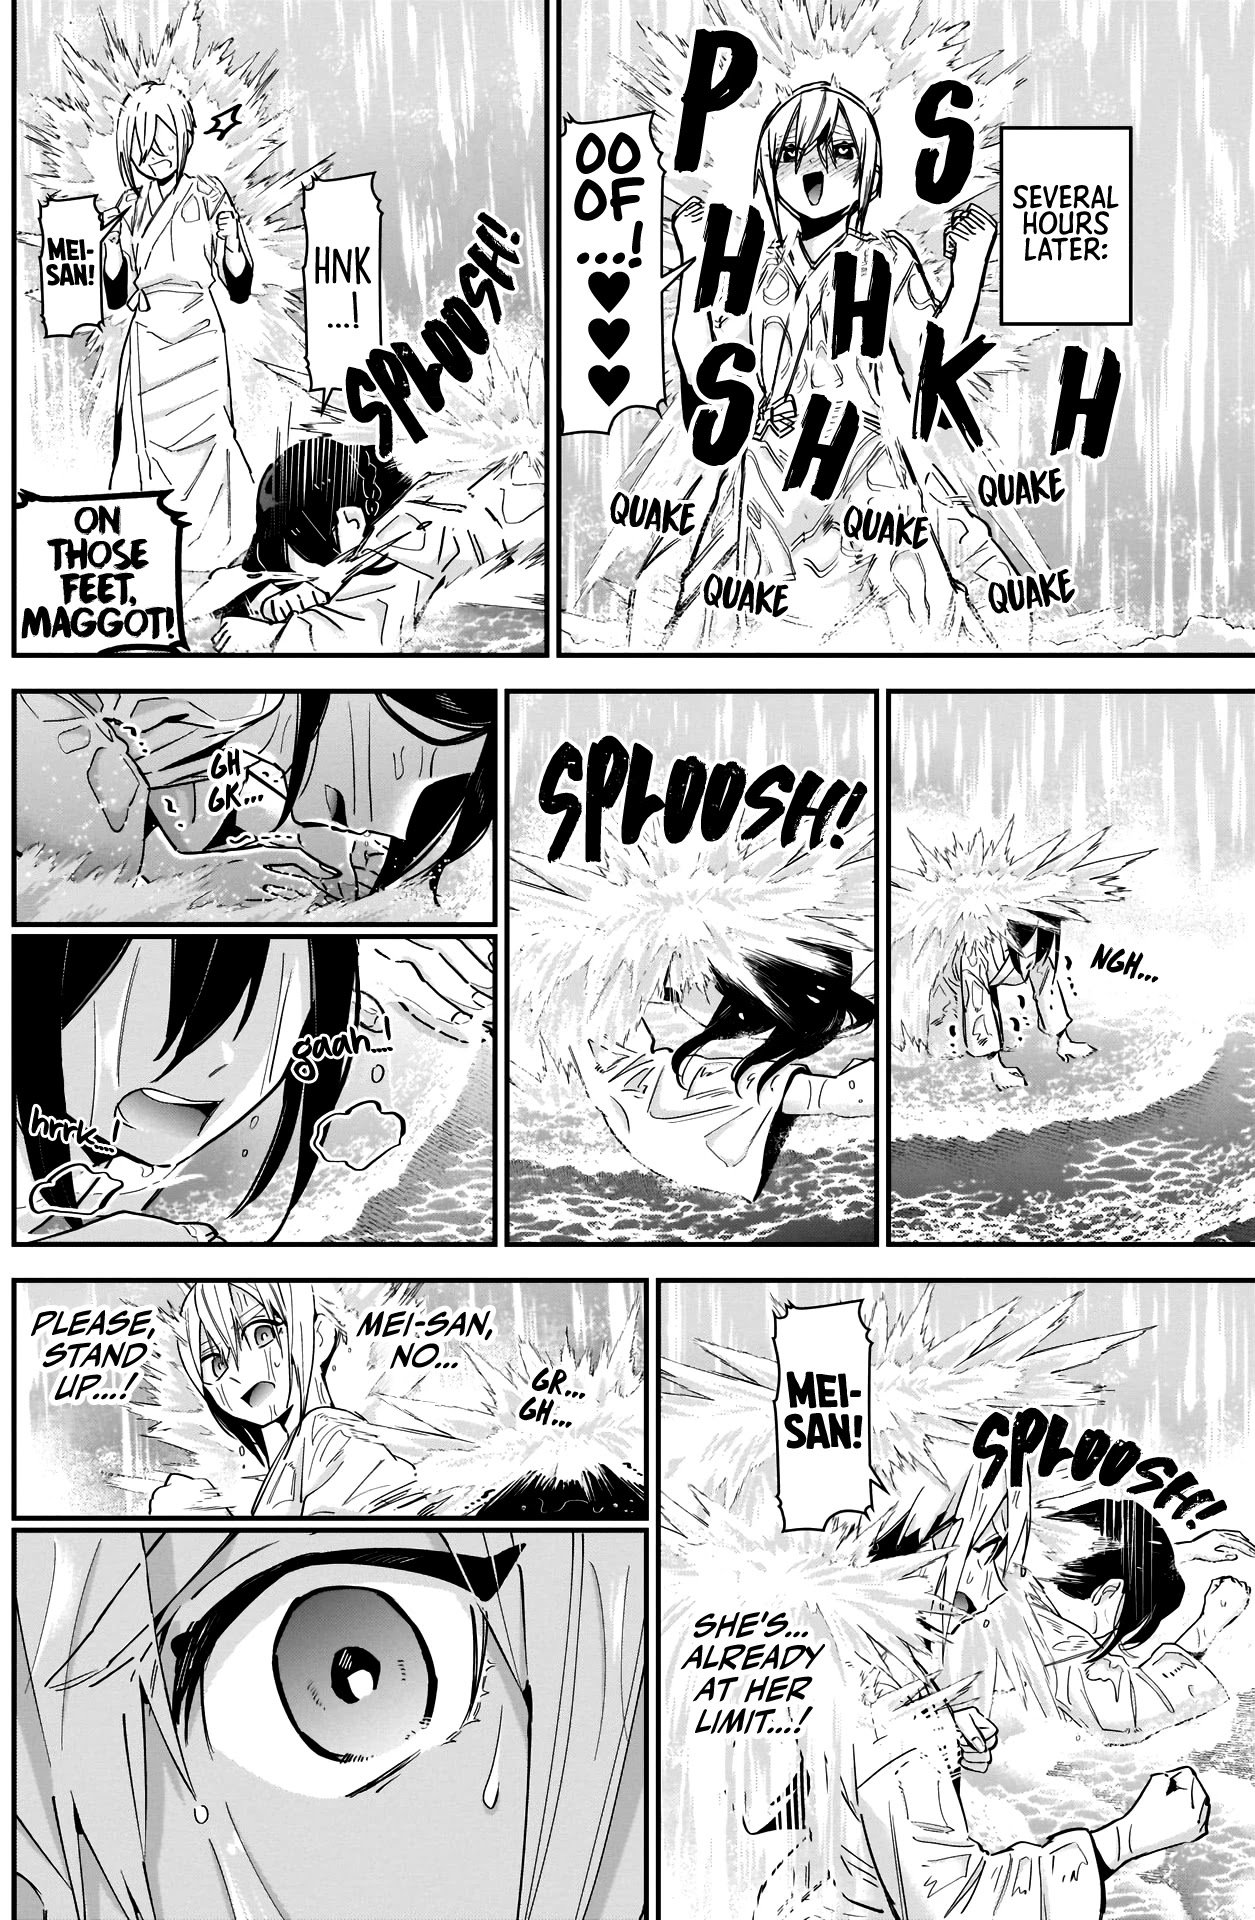 SEVERAL
HOURS
LATER:
PSHHHKSHH
OO
OF
...!
♥
♥
♥
QUAKE
QUAKE
QUAKE
QUAKE
QUAKE
SPLOOSH!
HNK
...!
MEI-
SAN!
ON
THOSE
FEET,
MAGGOT!
NGH...
SPLOOSH!
GH
GK...
gaah...!
hrrk...!
MEI-
SAN!
SPLOOSH!
SHE'S...
ALREADY
AT HER
LIMIT...!
MEI-SAN,
NO...
GR...
GH...
PLEASE,
STAND
UP...!